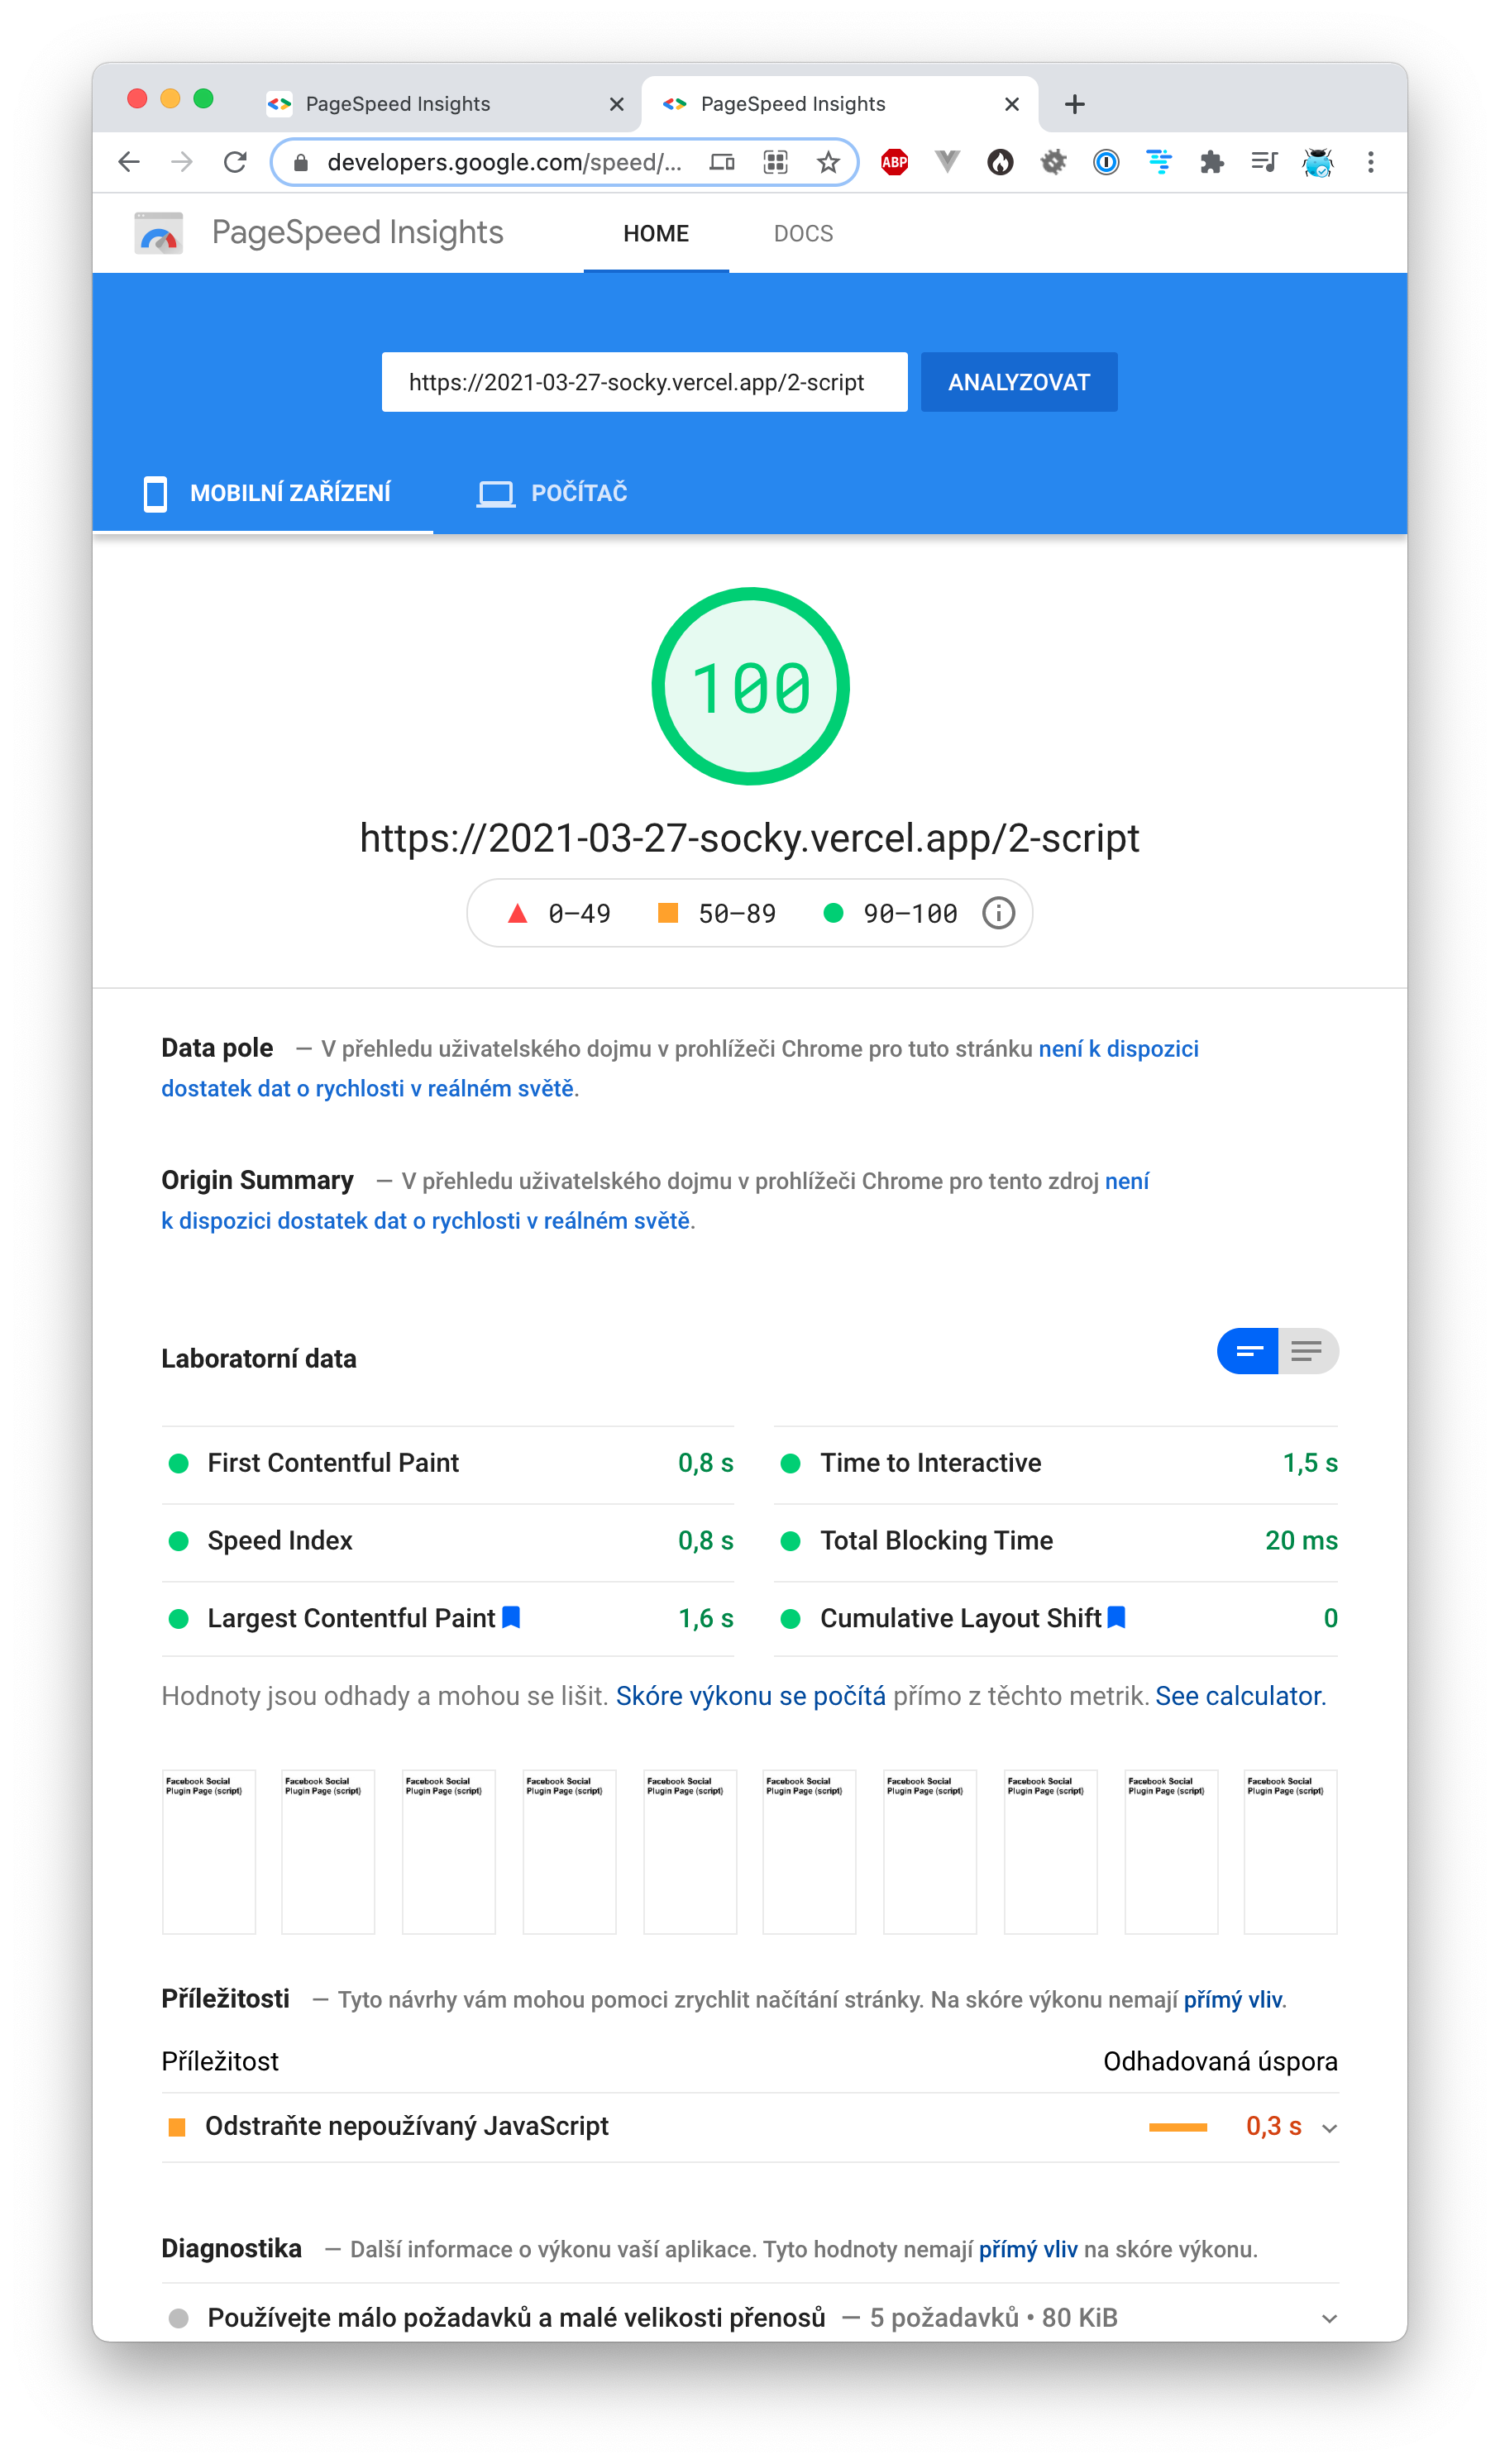 PageSpeed Insights
PageSpeed Insights
developers.google.com/speed/...
ABP
PageSpeed Insights
HOME
DOCS
https://2021-03-27-socky.vercel.app/2-script
ANALYZOVAT
MOBILNÍ ZAŘÍZENÍ
POČÍTAČ
100
https://2021-03-27-socky.vercel.app/2-script
0–49
50–89
90–100
Data pole — V přehledu uživatelského dojmu v prohlížeči Chrome pro tuto stránku není k dispozici
dostatek dat o rychlosti v reálném světě.
Origin Summary — V přehledu uživatelského dojmu v prohlížeči Chrome pro tento zdroj není
k dispozici dostatek dat o rychlosti v reálném světě.
Laboratorní data
First Contentful Paint 0,8 s
Time to Interactive 1,5 s
Speed Index 0,8 s
Total Blocking Time 20 ms
Largest Contentful Paint 1,6 s
Cumulative Layout Shift 0
Hodnoty jsou odhady a mohou se lišit. Skóre výkonu se počítá přímo z těchto metrik. See calculator.
Facebook Social
Plugin Page (script)
Facebook Social
Plugin Page (script)
Facebook Social
Plugin Page (script)
Facebook Social
Plugin Page (script)
Facebook Social
Plugin Page (script)
Facebook Social
Plugin Page (script)
Facebook Social
Plugin Page (script)
Facebook Social
Plugin Page (script)
Facebook Social
Plugin Page (script)
Facebook Social
Plugin Page (script)
Příležitosti — Tyto návrhy vám mohou pomoci zrychlit načítání stránky. Na skóre výkonu nemají přímý vliv.
Příležitost
Odhadovaná úspora
Odstraňte nepoužívaný JavaScript 0,3 s
Diagnostika — Další informace o výkonu vaší aplikace. Tyto hodnoty nemají přímý vliv na skóre výkonu.
Používejte málo požadavků a malé velikosti přenosů — 5 požadavků • 80 KiB